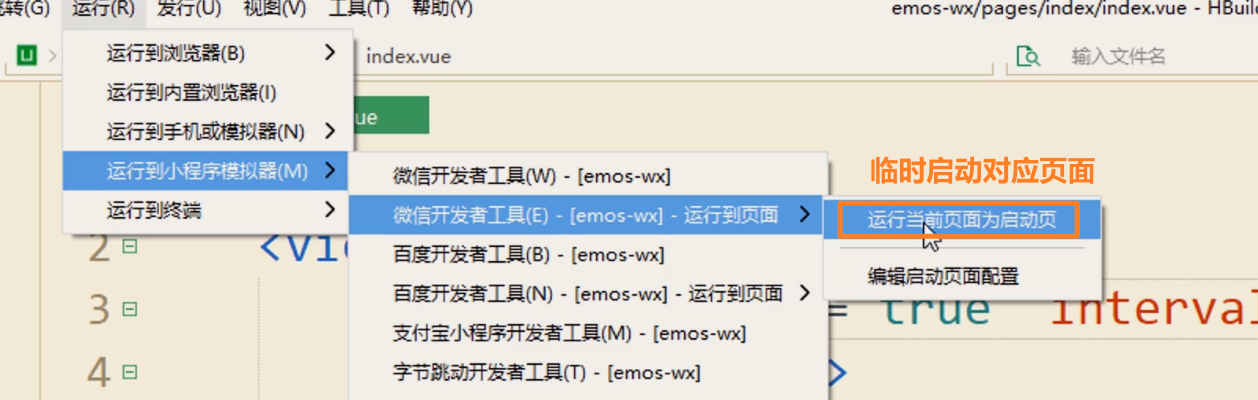 转(G) 运行(R) 发行(U) 视图(V) 工具(T) 帮助(Y) emos-wx/pages/index/index.vue - HBuil
index.vue 输入文件名
运行到浏览器(B)
运行到内置浏览器(I)
运行到手机或模拟器(N)
ue
运行到小程序模拟器(M)
运行到终端
微信开发者工具(W) - [emos-wx]
微信开发者工具(E) - [emos-wx] - 运行到页面
百度开发者工具(B) - [emos-wx]
百度开发者工具(N) - [emos-wx] - 运行到页面
支付宝小程序开发者工具(M) - [emos-wx]
字节跳动开发者工具(T) - [emos-wx]
临时启动对应页面
运行当前页面为启动页
编辑启动页面配置
2 <vi
3 = true interval
4 >